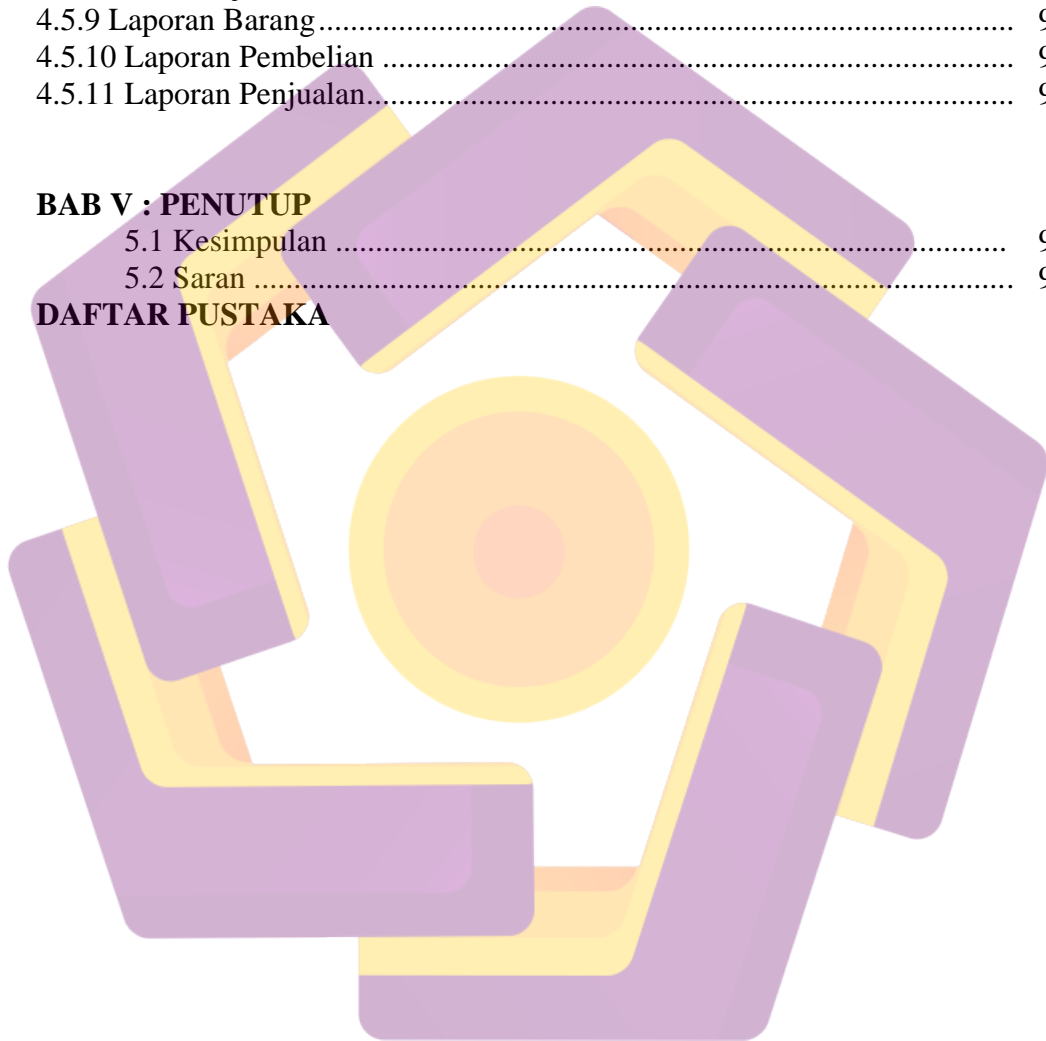 4.5.9 Laporan Barang.......................................................................................... 9
4.5.10 Laporan Pembelian .................................................................................. 9
4.5.11 Laporan Penjualan.................................................................................... 9
BAB V : PENUTUP
5.1 Kesimpulan ....................................................................................... 9
5.2 Saran .................................................................................................. 9
DAFTAR PUSTAKA